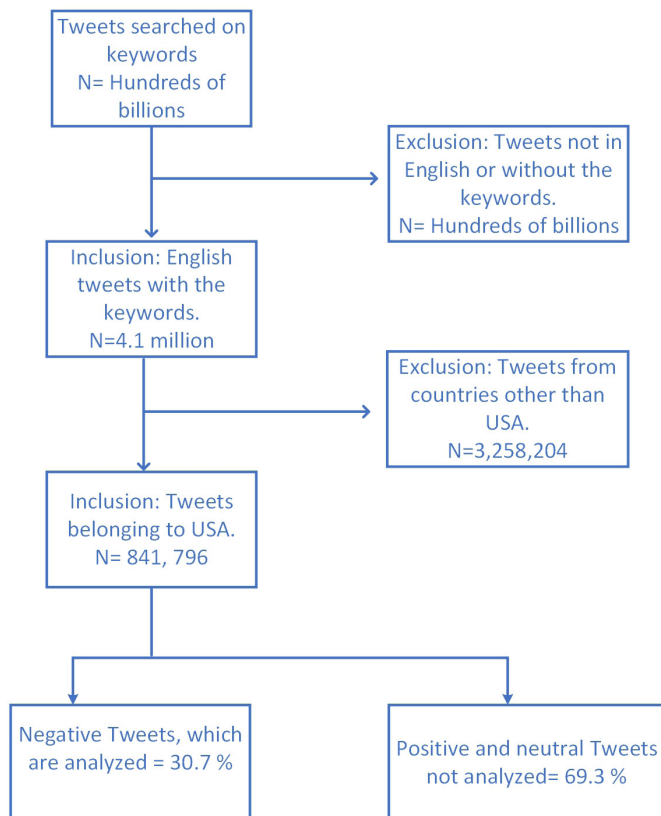 Tweets searched on
keywords
N= Hundreds of
billions
Exclusion: Tweets not in
English or without the
keywords.
N= Hundreds of billions
Inclusion: English
tweets with the
keywords.
N=4.1 million
Exclusion: Tweets from
countries other than
USA.
N=3,258,204
Inclusion: Tweets
belonging to USA.
N= 841, 796
Negative Tweets, which
are analyzed = 30.7 %
Positive and neutral Tweets
not analyzed= 69.3 %